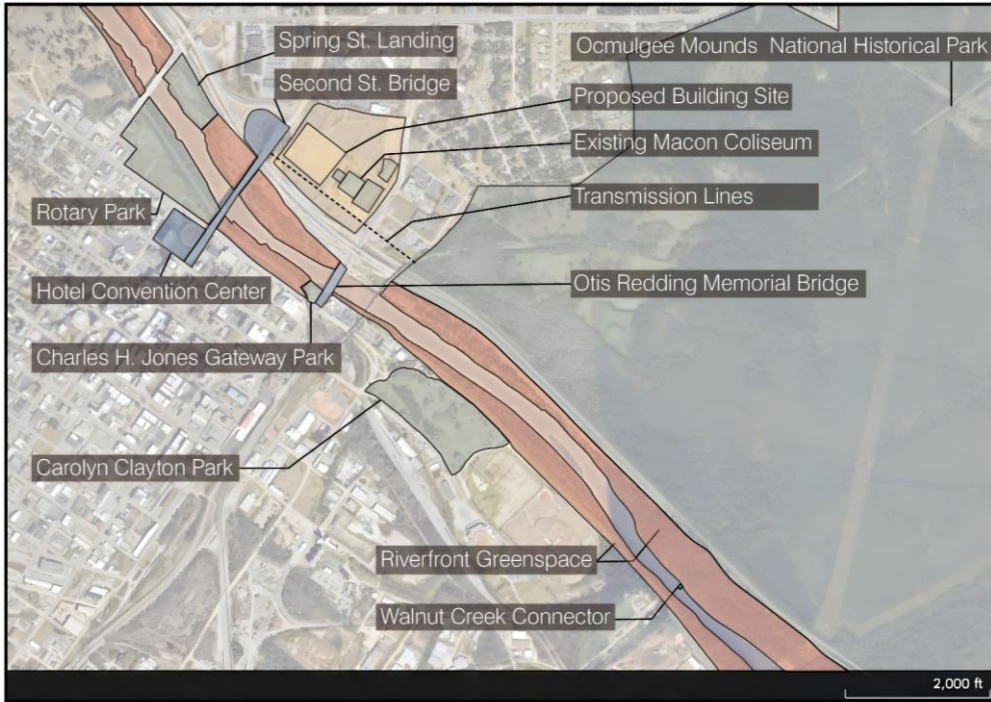 Spring St. Landing
Ocmulgee Mounds National Historical Park
Second St. Bridge
Proposed Building Site
Existing Macon Coliseum
Transmission Lines
Rotary Park
Hotel Convention Center
Otis Redding Memorial Bridge
Charles H. Jones Gateway Park
Carolyn Clayton Park
Riverfront Greenspace
Walnut Creek Connector
2,000 ft